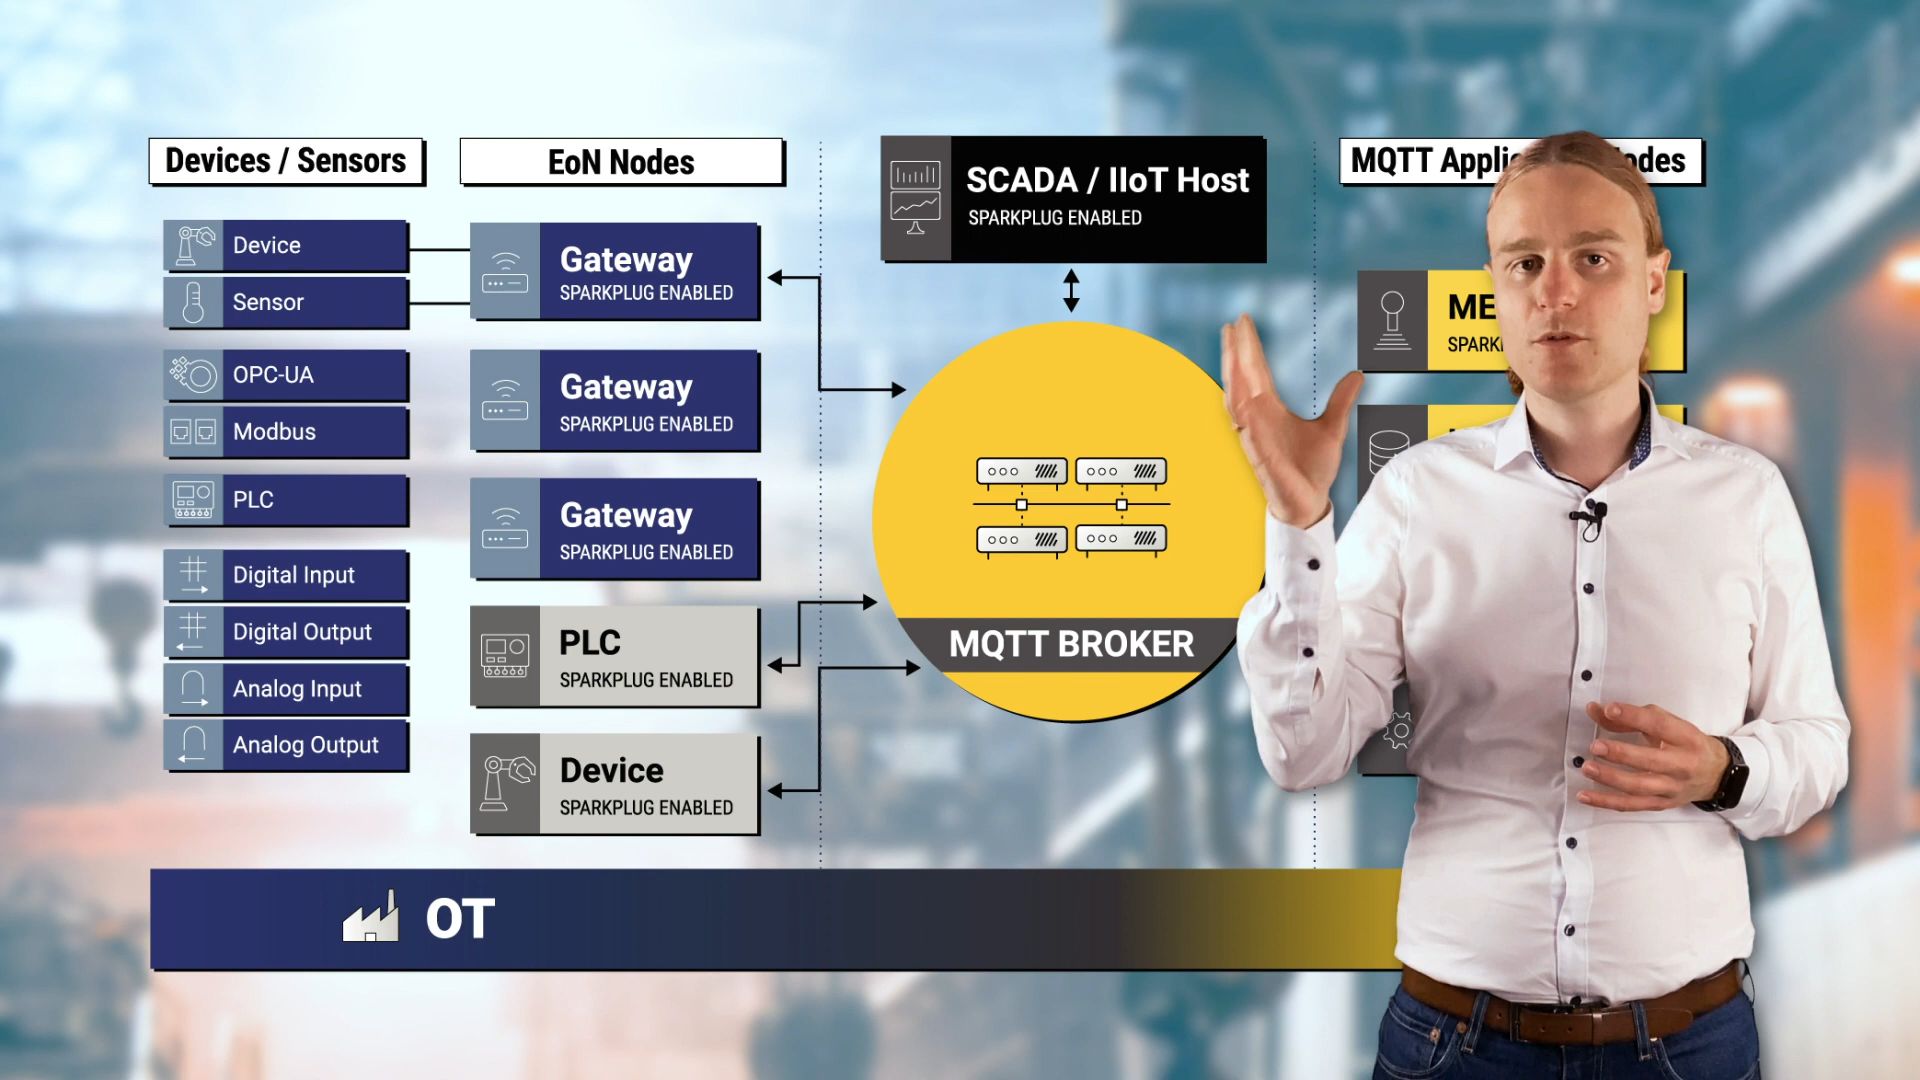 Devices / Sensors
Device
Sensor
OPC-UA
Modbus
PLC
Digital Input
Digital Output
Analog Input
Analog Output
EoN Nodes
Gateway
SPARKPLUG ENABLED
Gateway
SPARKPLUG ENABLED
Gateway
SPARKPLUG ENABLED
PLC
SPARKPLUG ENABLED
Device
SPARKPLUG ENABLED
SCADA / IIoT Host
SPARKPLUG ENABLED
MQTT BROKER
MQTT
OT